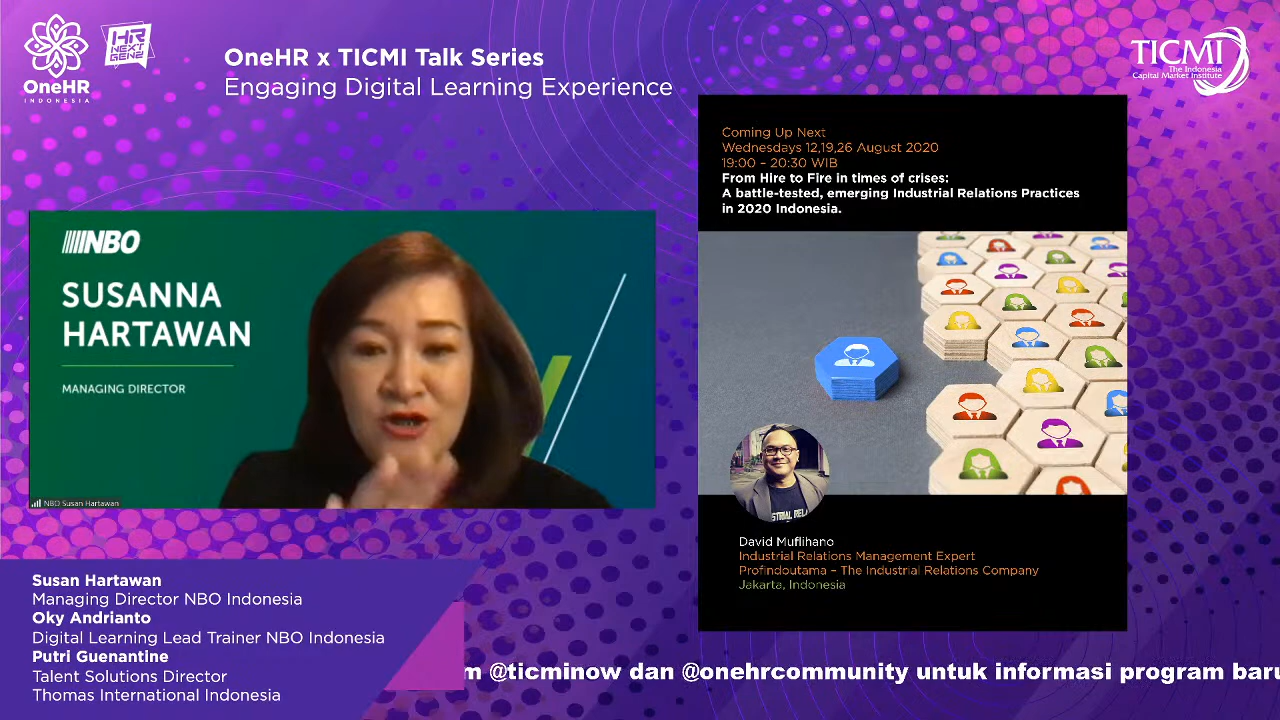 OneHR
INDONESIA
HR
NEXT
GEN
OneHR x TICMI Talk Series
Engaging Digital Learning Experience
TICMI
The Indonesia
Capital Market Institute
Coming Up Next
Wednesdays 12,19,26 August 2020
19:00 – 20:30 WIB
From Hire to Fire in times of crises:
A battle-tested, emerging Industrial Relations Practices
in 2020 Indonesia.
NBO
SUSANNA
HARTAWAN
MANAGING DIRECTOR
NBO Susan Hartawan
David Muflihano
Industrial Relations Management Expert
Profindoutama – The Industrial Relations Company
Jakarta, Indonesia
Susan Hartawan
Managing Director NBO Indonesia
Oky Andrianto
Digital Learning Lead Trainer NBO Indonesia
Putri Guenantine
Talent Solutions Director
Thomas International Indonesia
m @ticminow dan @onehrcommunity untuk informasi program baru